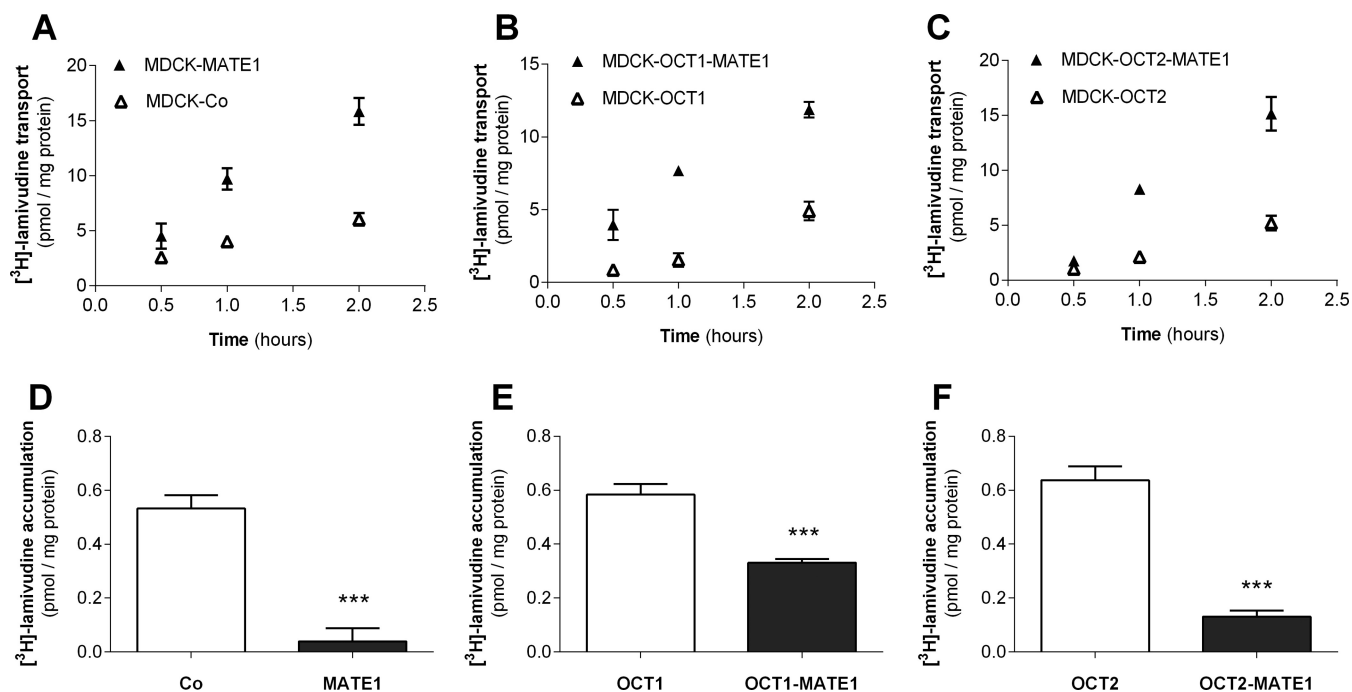 A
[³H]-lamivudine transport
(pmol / mg protein)
20
15
10
5
0
MDCK-MATE1
MDCK-Co
0.0 0.5 1.0 1.5 2.0 2.5
Time (hours)
B
[³H]-lamivudine transport
(pmol / mg protein)
15
10
5
0
MDCK-OCT1-MATE1
MDCK-OCT1
0.0 0.5 1.0 1.5 2.0 2.5
Time (hours)
C
[³H]-lamivudine transport
(pmol / mg protein)
20
15
10
5
0
MDCK-OCT2-MATE1
MDCK-OCT2
0.0 0.5 1.0 1.5 2.0 2.5
Time (hours)
D
[³H]-lamivudine accumulation
(pmol / mg protein)
0.8
0.6
0.4
0.2
0.0
***
Co MATE1
E
[³H]-lamivudine accumulation
(pmol / mg protein)
0.8
0.6
0.4
0.2
0.0
***
OCT1 OCT1-MATE1
F
[³H]-lamivudine accumulation
(pmol / mg protein)
0.8
0.6
0.4
0.2
0.0
***
OCT2 OCT2-MATE1